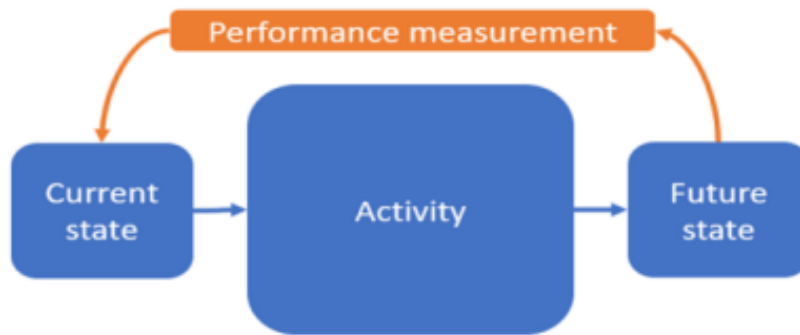 Performance measurement
Current
state
Activity
Future
state